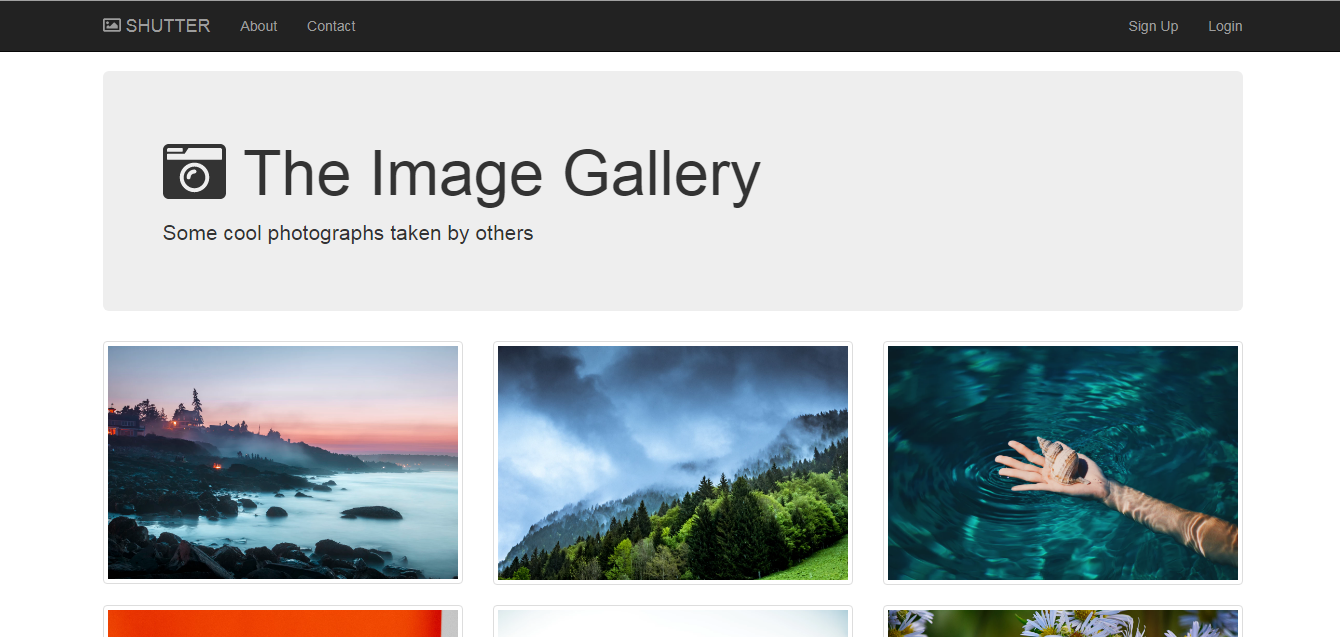 SHUTTER About Contact Sign Up Login
The Image Gallery
Some cool photographs taken by others